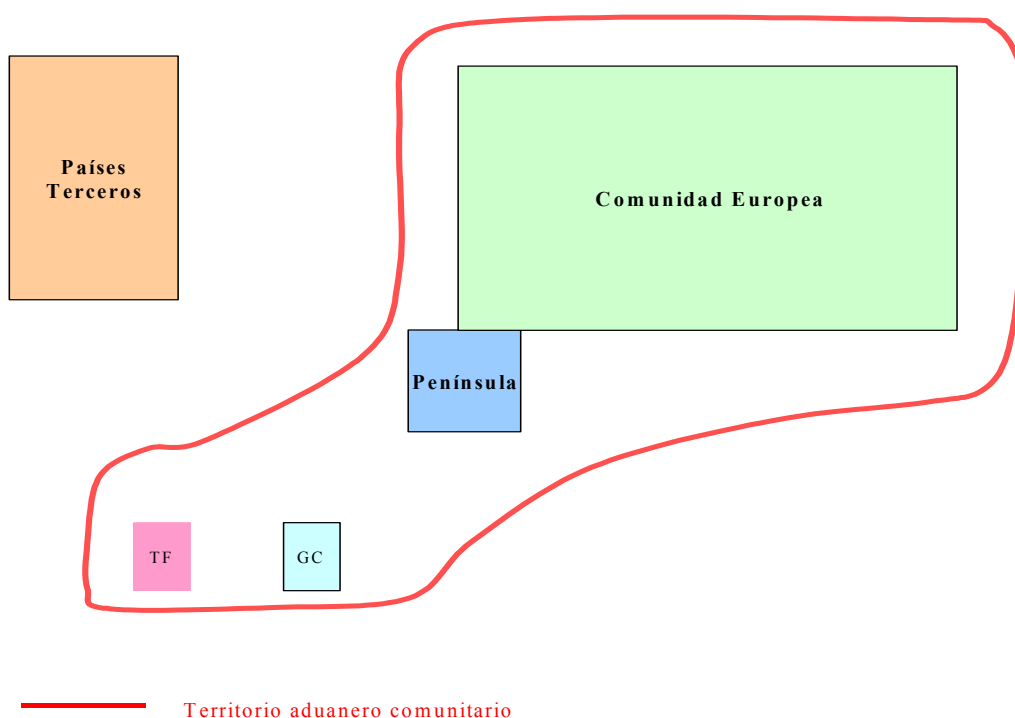 Países
Terceros
Comunidad Europea
Península
TF
GC
Territorio aduanero comunitario